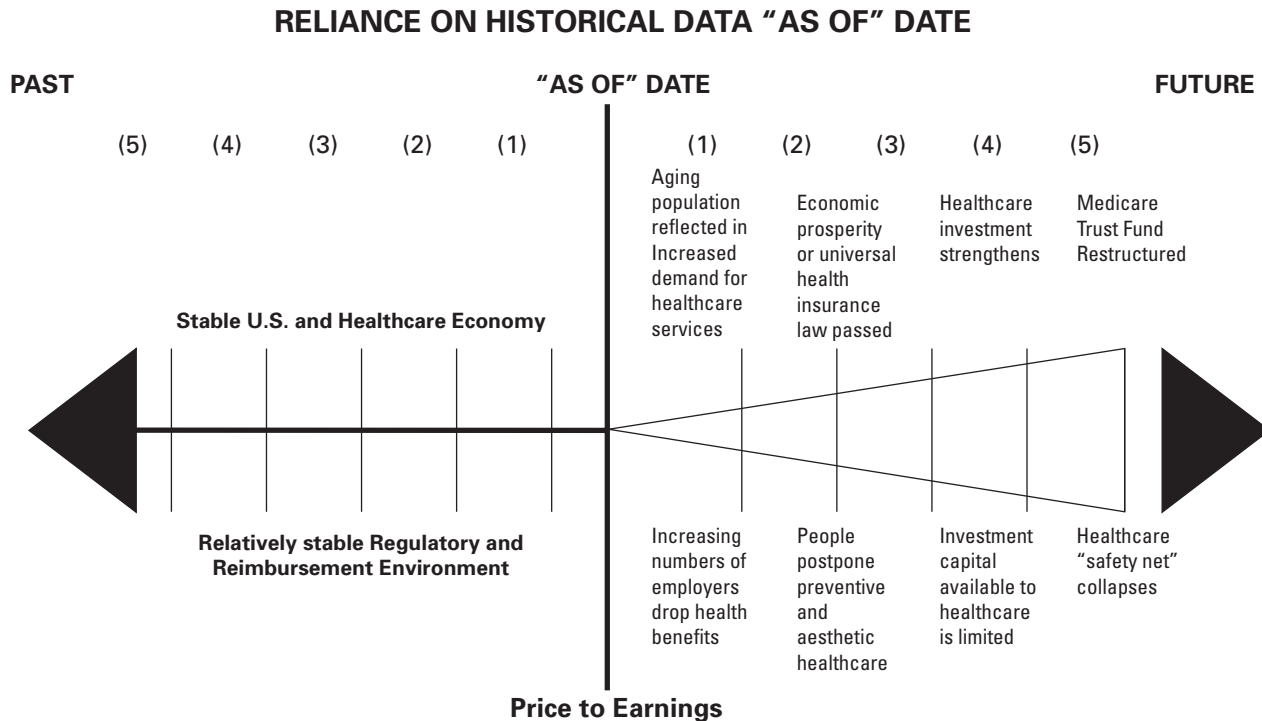 RELIANCE ON HISTORICAL DATA “AS OF” DATE
PAST “AS OF” DATE FUTURE
(5) (4) (3) (2) (1) (1) (2) (3) (4) (5)
Aging
population
reflected in
Increased
demand for
healthcare
services
Economic
prosperity
or universal
health
insurance
law passed
Healthcare
investment
strengthens
Medicare
Trust Fund
Restructured
Stable U.S. and Healthcare Economy
Relatively stable Regulatory and
Reimbursement Environment
Increasing
numbers of
employers
drop health
benefits
People
postpone
preventive
and
aesthetic
healthcare
Investment
capital
available to
healthcare
is limited
Healthcare
“safety net”
collapses
Price to Earnings